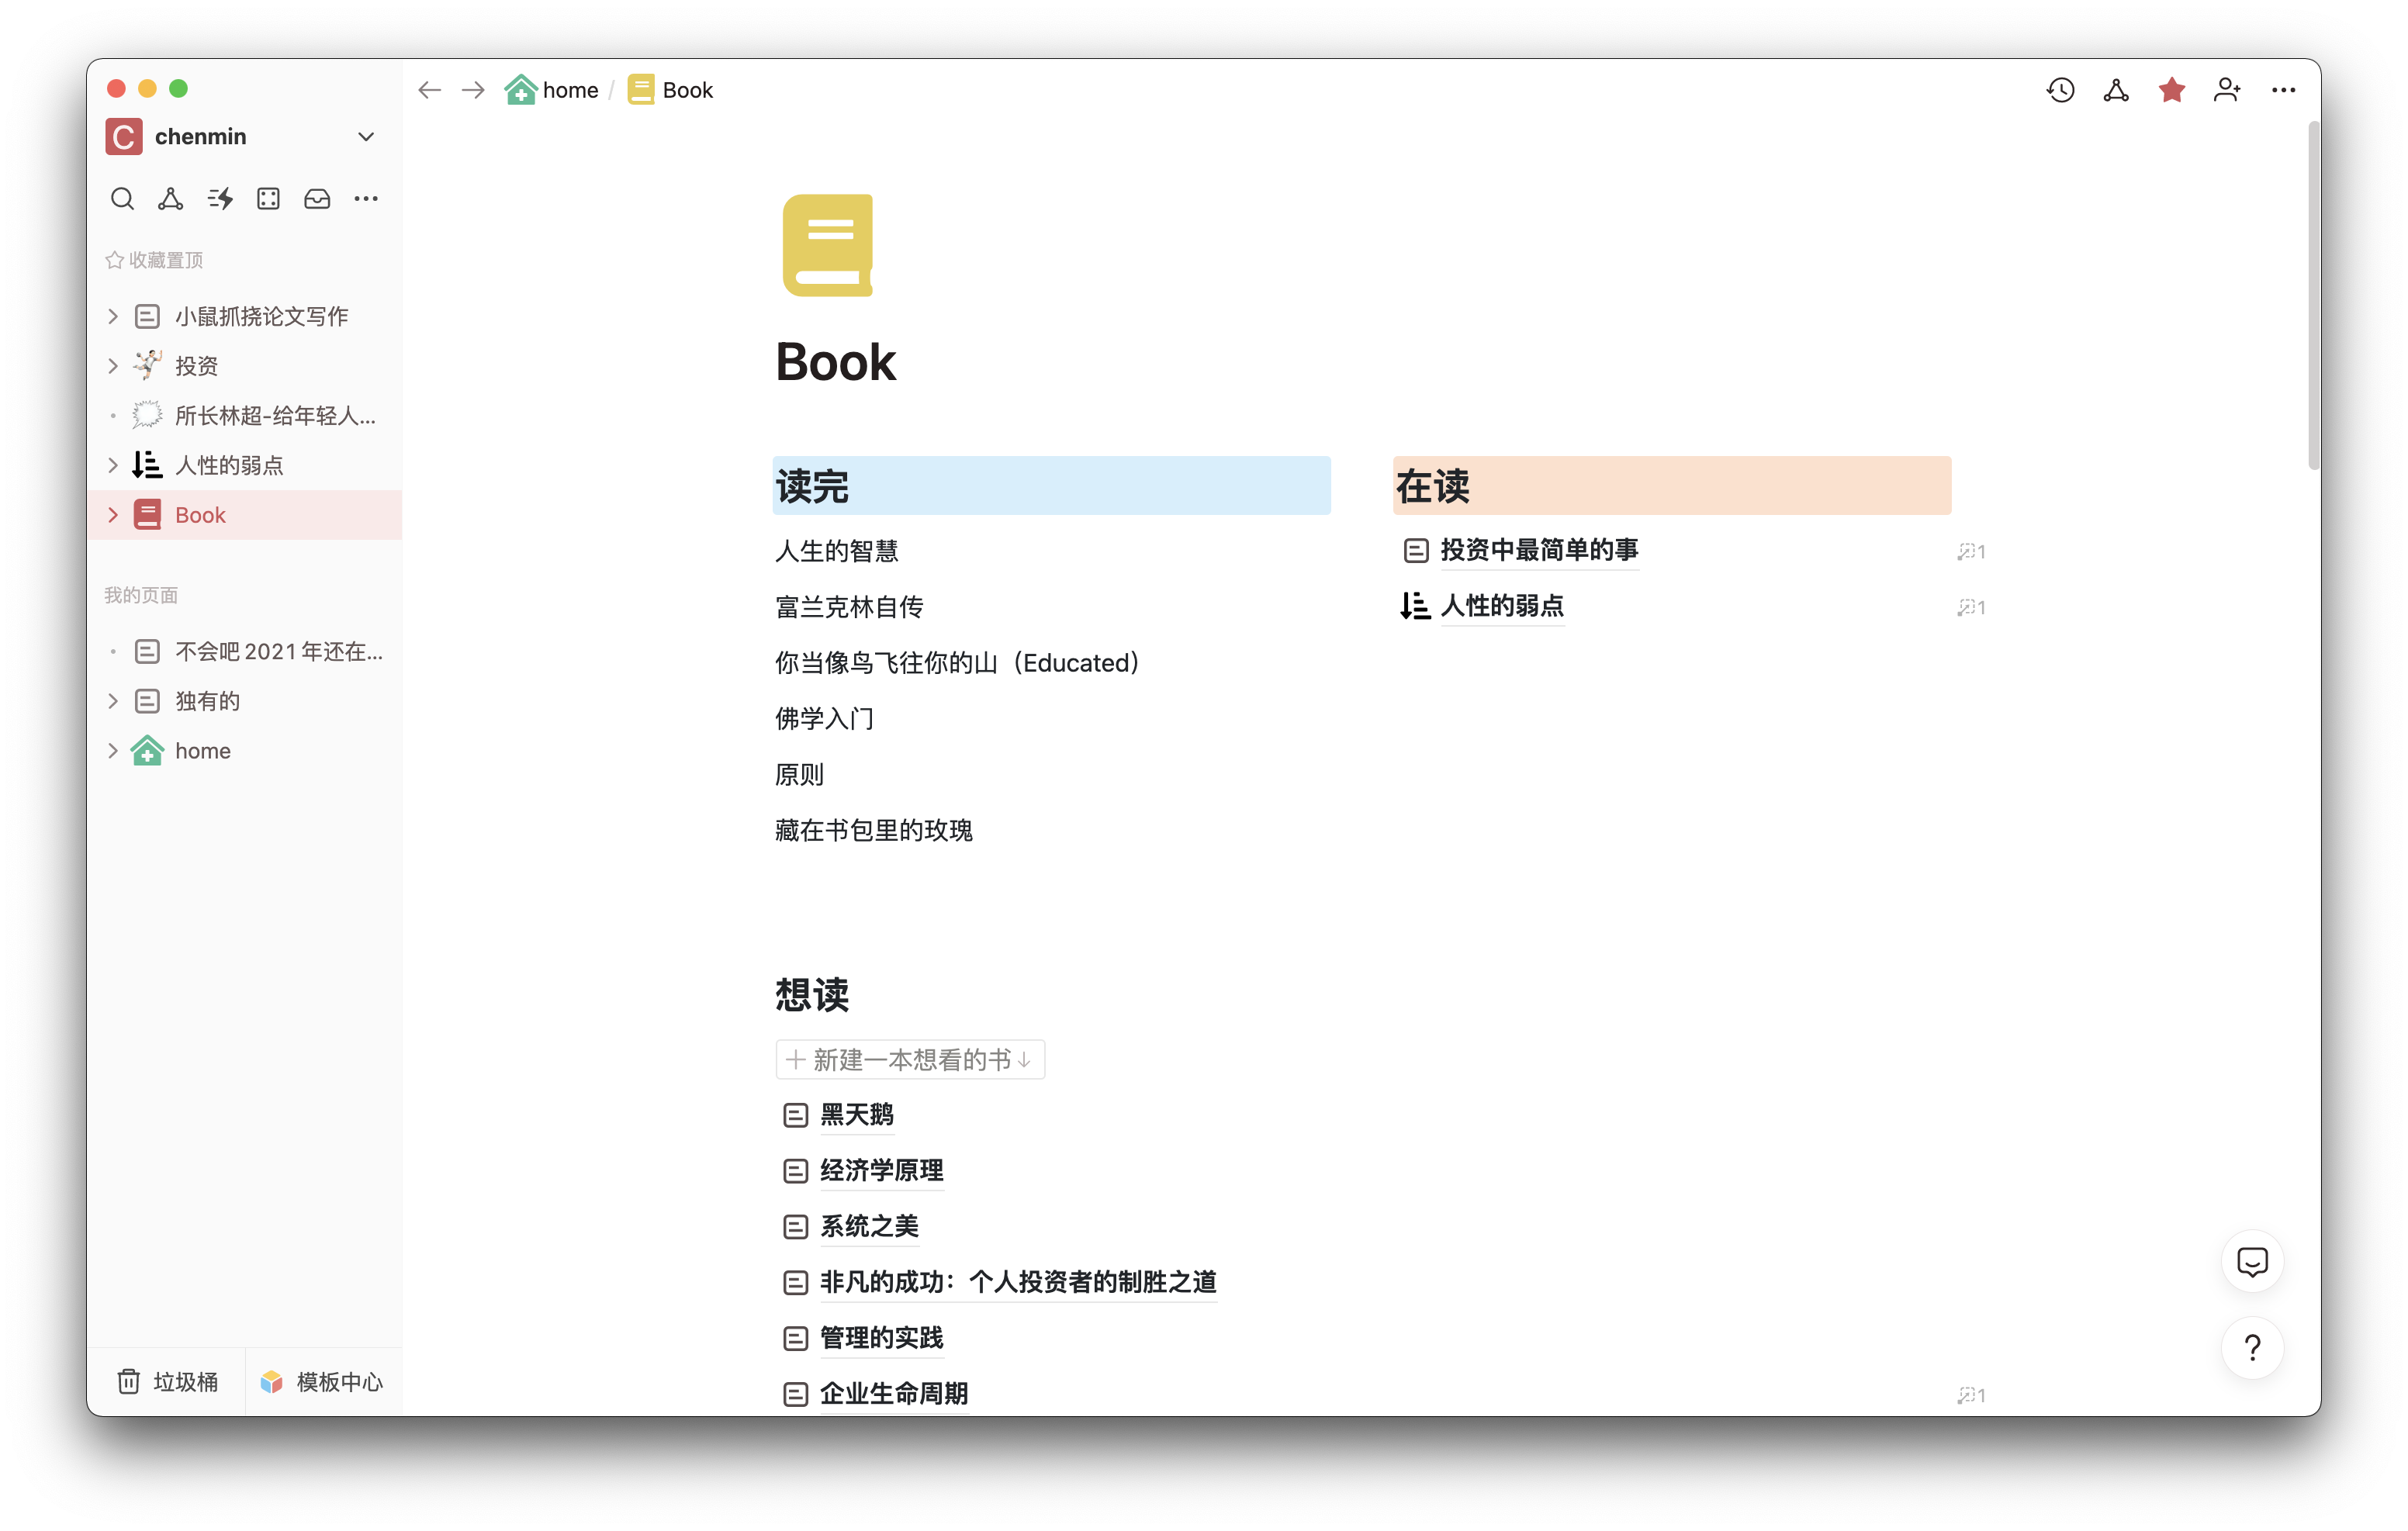 home / Book
C chenmin
收藏置顶
小鼠抓挠论文写作
投资
所长林超-给年轻人...
人性的弱点
Book
我的页面
不会吧 2021 年还在...
独有的
home
垃圾桶
模板中心
Book
读完
人生的智慧
富兰克林自传
你当像鸟飞往你的山（Educated）
佛学入门
原则
藏在书包里的玫瑰
在读
投资中最简单的事
1
人性的弱点
1
想读
新建一本想看的书↓
黑天鹅
经济学原理
系统之美
非凡的成功：个人投资者的制胜之道
管理的实践
企业生命周期
1
?